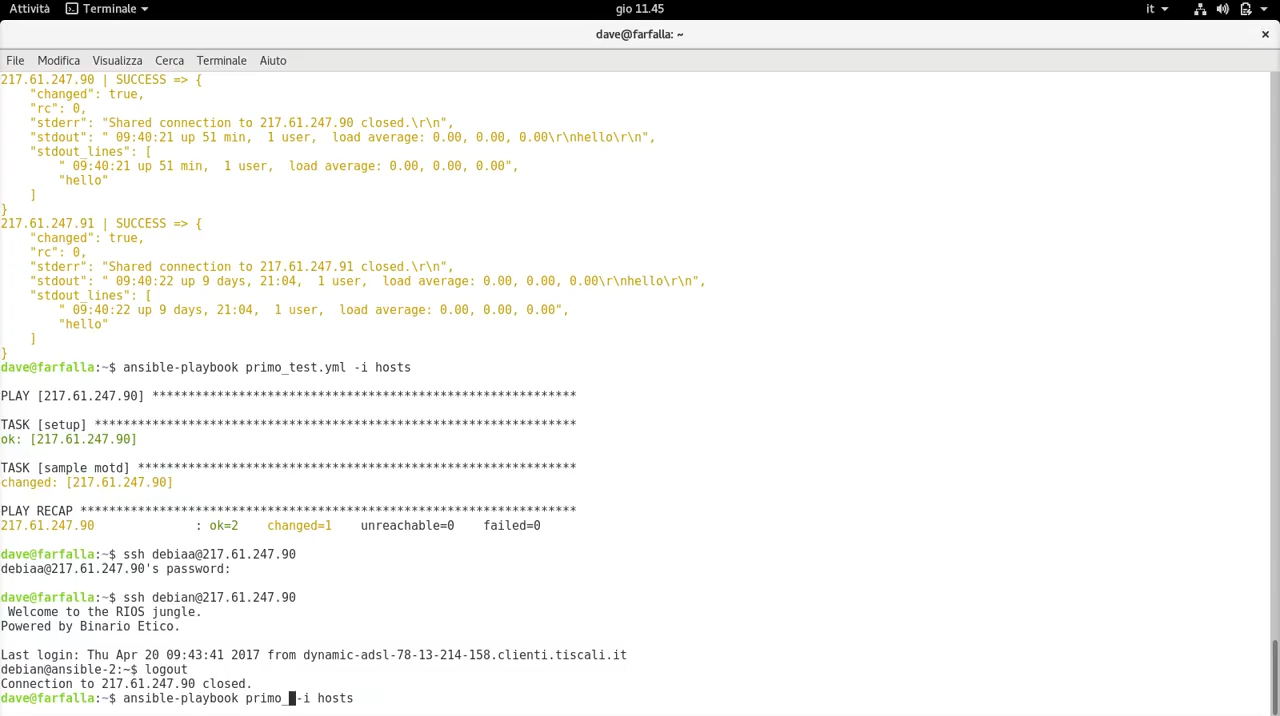 Attività Terminale gio 11.45 it
dave@farfalla: ~ ×
File Modifica Visualizza Cerca Terminale Aiuto
217.61.247.90 | SUCCESS => {
    "changed": true,
    "rc": 0,
    "stderr": "Shared connection to 217.61.247.90 closed.\r\n",
    "stdout": " 09:40:21 up 51 min,  1 user,  load average: 0.00, 0.00, 0.00\r\nhello\r\n",
    "stdout_lines": [
        " 09:40:21 up 51 min,  1 user,  load average: 0.00, 0.00, 0.00",
        "hello"
    ]
}
217.61.247.91 | SUCCESS => {
    "changed": true,
    "rc": 0,
    "stderr": "Shared connection to 217.61.247.91 closed.\r\n",
    "stdout": " 09:40:22 up 9 days, 21:04,  1 user,  load average: 0.00, 0.00, 0.00\r\nhello\r\n",
    "stdout_lines": [
        " 09:40:22 up 9 days, 21:04,  1 user,  load average: 0.00, 0.00, 0.00",
        "hello"
    ]
}
dave@farfalla:~$ ansible-playbook primo_test.yml -i hosts
PLAY [217.61.247.90] ***********************************************************
TASK [setup] *******************************************************************
ok: [217.61.247.90]
TASK [sample motd] *************************************************************
changed: [217.61.247.90]
PLAY RECAP *********************************************************************
217.61.247.90              : ok=2    changed=1    unreachable=0    failed=0
dave@farfalla:~$ ssh debiaa@217.61.247.90
debiaa@217.61.247.90's password:
dave@farfalla:~$ ssh debian@217.61.247.90
 Welcome to the RIOS jungle.
Powered by Binario Etico.
Last login: Thu Apr 20 09:43:41 2017 from dynamic-adsl-78-13-214-158.clienti.tiscali.it
debian@ansible-2:~$ logout
Connection to 217.61.247.90 closed.
dave@farfalla:~$ ansible-playbook primo_ -i hosts